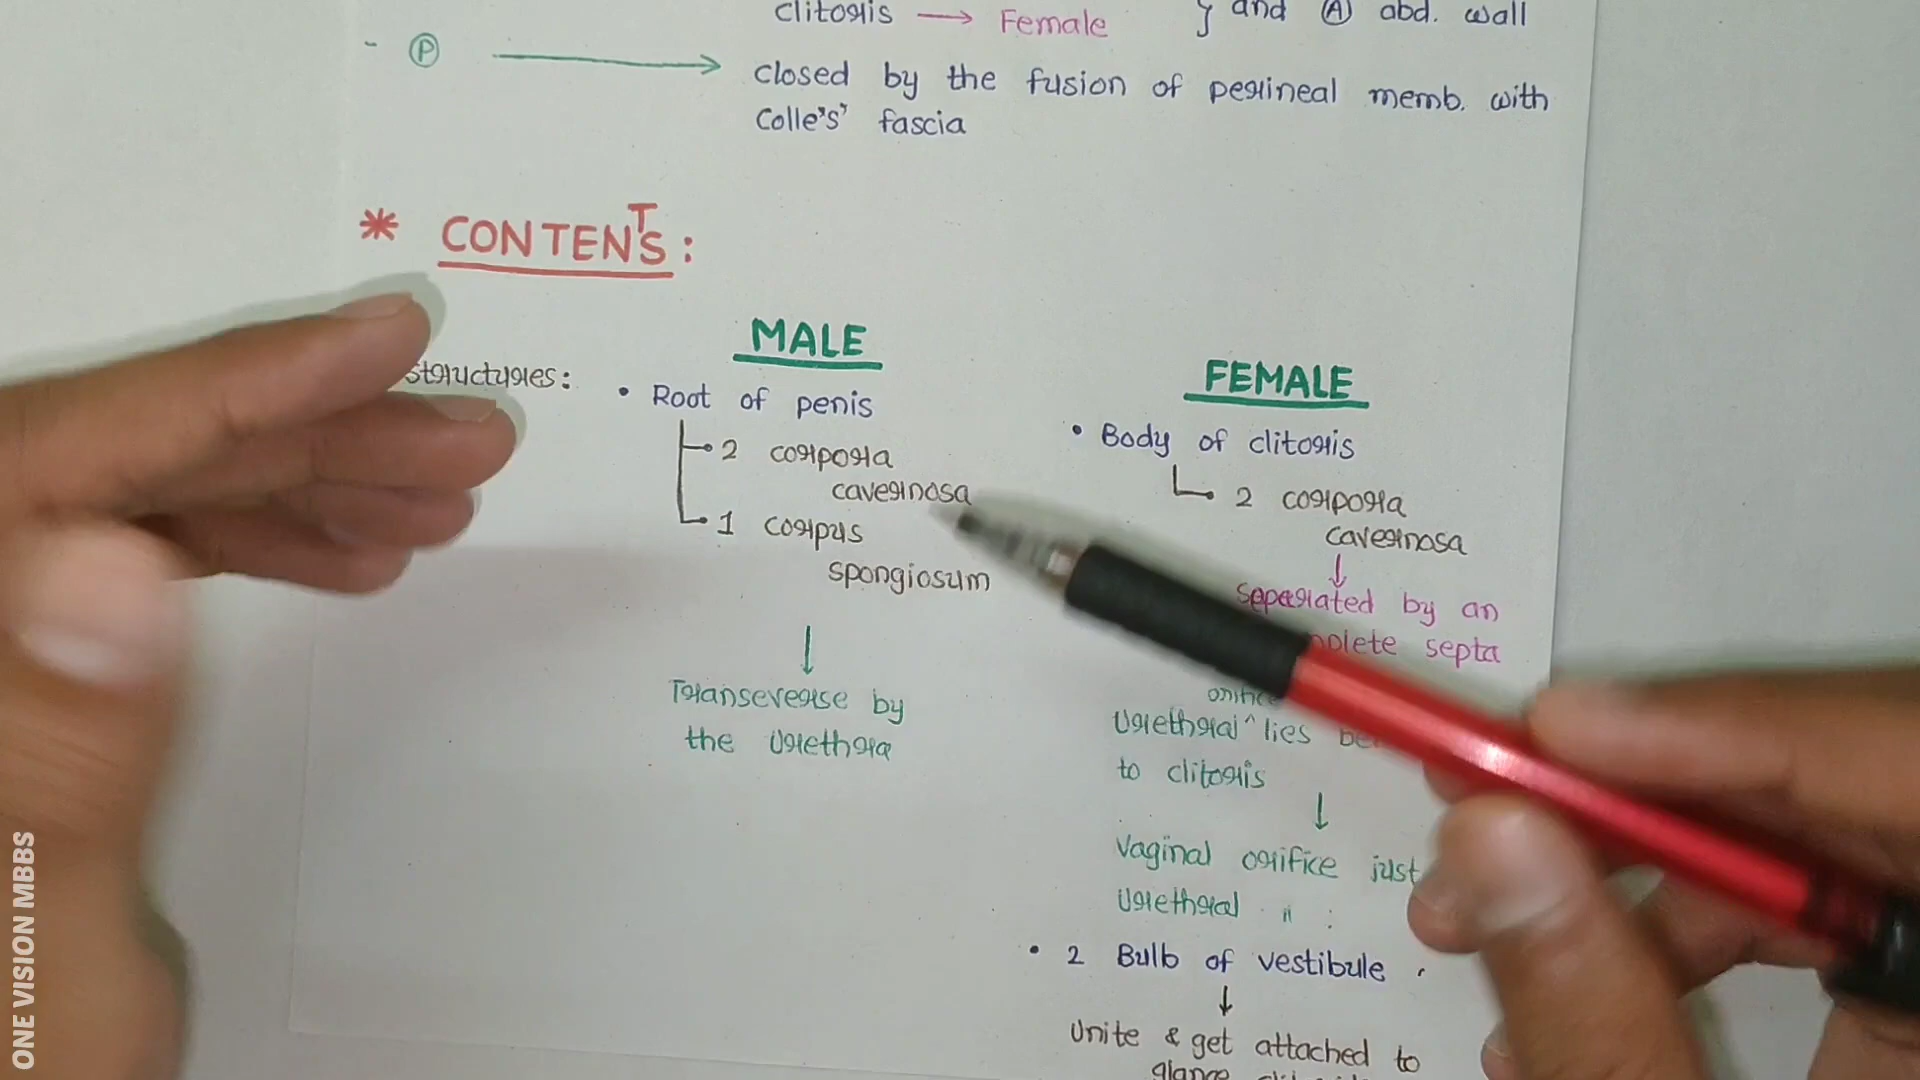 clitoris → Female } and Ⓐ abd. wall
- Ⓟ → closed by the fusion of perineal memb. with
Colle's' fascia
* CONTENTS:
MALE
structures:
• Root of penis
2 corpora
cavernosa
1 corpus
spongiosum
↓
Transeverse by
the Urethra
FEMALE
• Body of clitoris
2 corpora
cavernosa
↓
separated by an
septa
orifice
Urethral ^ lies
to clitoris
↓
Vaginal orifice just
Urethral " :
• 2 Bulb of vestibule
↓
Unite & get attached to
ONE VISION MBBS